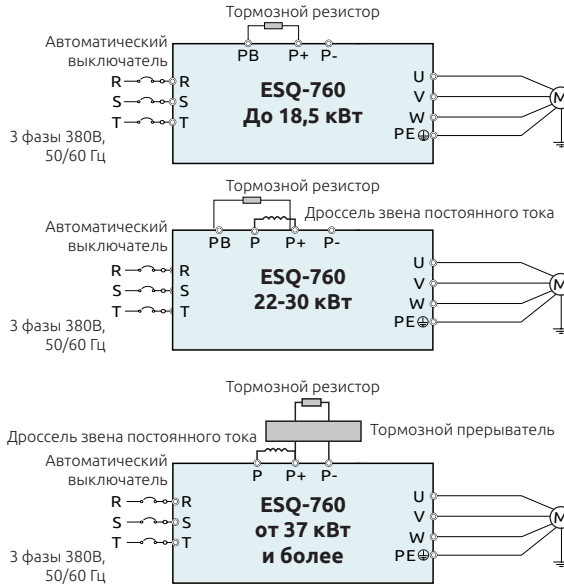 Тормозной резистор
Автоматический
выключатель
PB P+ P-
R R
S S
T T
3 фазы 380В,
50/60 Гц
ESQ-760
До 18,5 кВт
U
V
W
PE
M
Тормозной резистор
Дроссель звена постоянного тока
Автоматический
выключатель
PB P P+ P-
R R
S S
T T
3 фазы 380В,
50/60 Гц
ESQ-760
22-30 кВт
U
V
W
PE
M
Тормозной резистор
Тормозной прерыватель
Дроссель звена постоянного тока
Автоматический
выключатель
P P+ P-
R R
S S
T T
3 фазы 380В,
50/60 Гц
ESQ-760
от 37 кВт
и более
U
V
W
PE
M